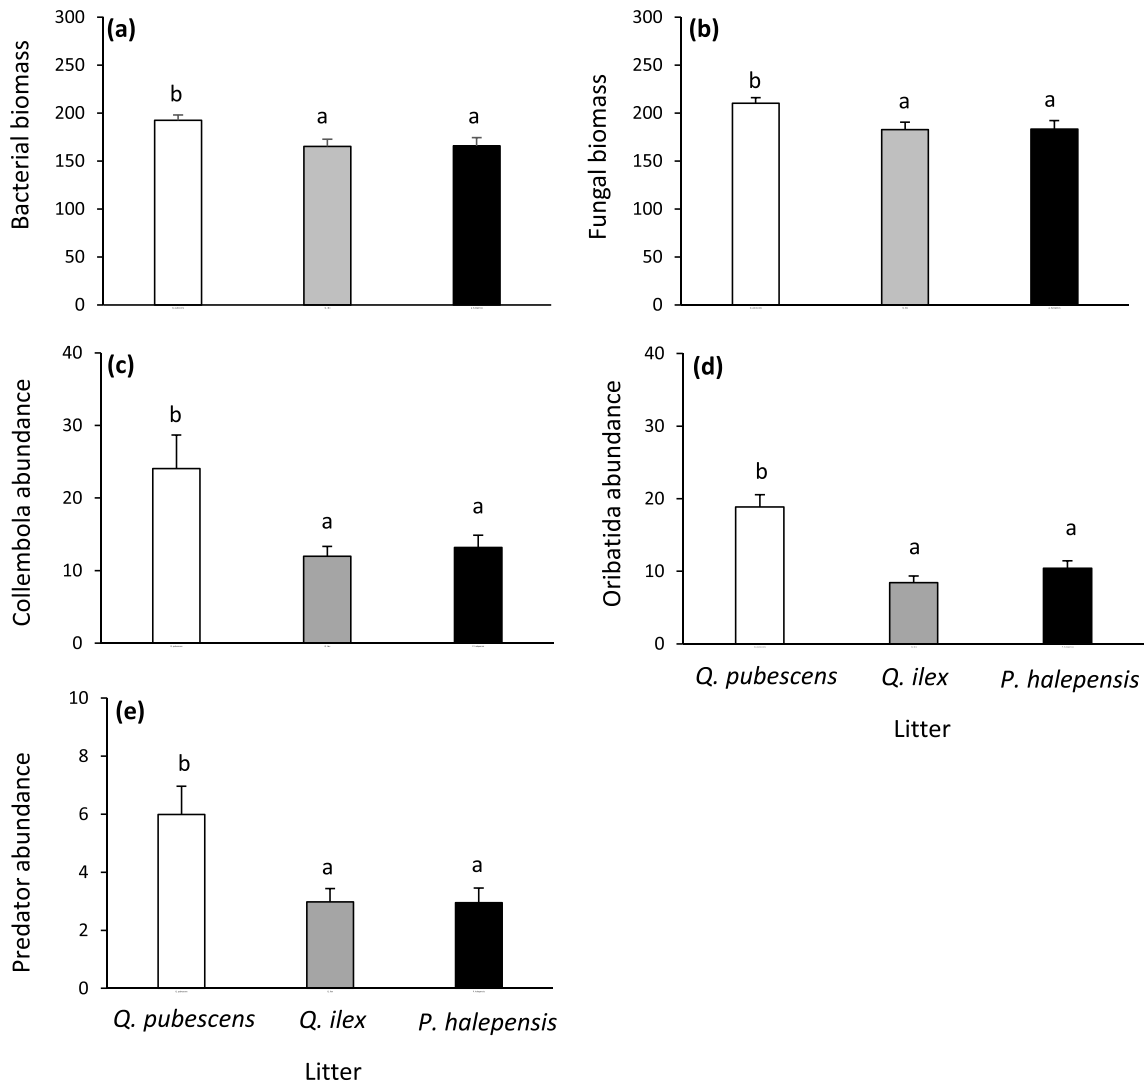 (a)
Bacterial biomass
300
250
200
150
100
50
0
b
a
a
(b)
Fungal biomass
300
250
200
150
100
50
0
b
a
a
(c)
Collembola abundance
40
30
20
10
0
b
a
a
(d)
Oribatida abundance
40
30
20
10
0
b
a
a
Q. pubescens
Q. ilex
P. halepensis
Litter
(e)
Predator abundance
10
8
6
4
2
0
b
a
a
Q. pubescens
Q. ilex
P. halepensis
Litter